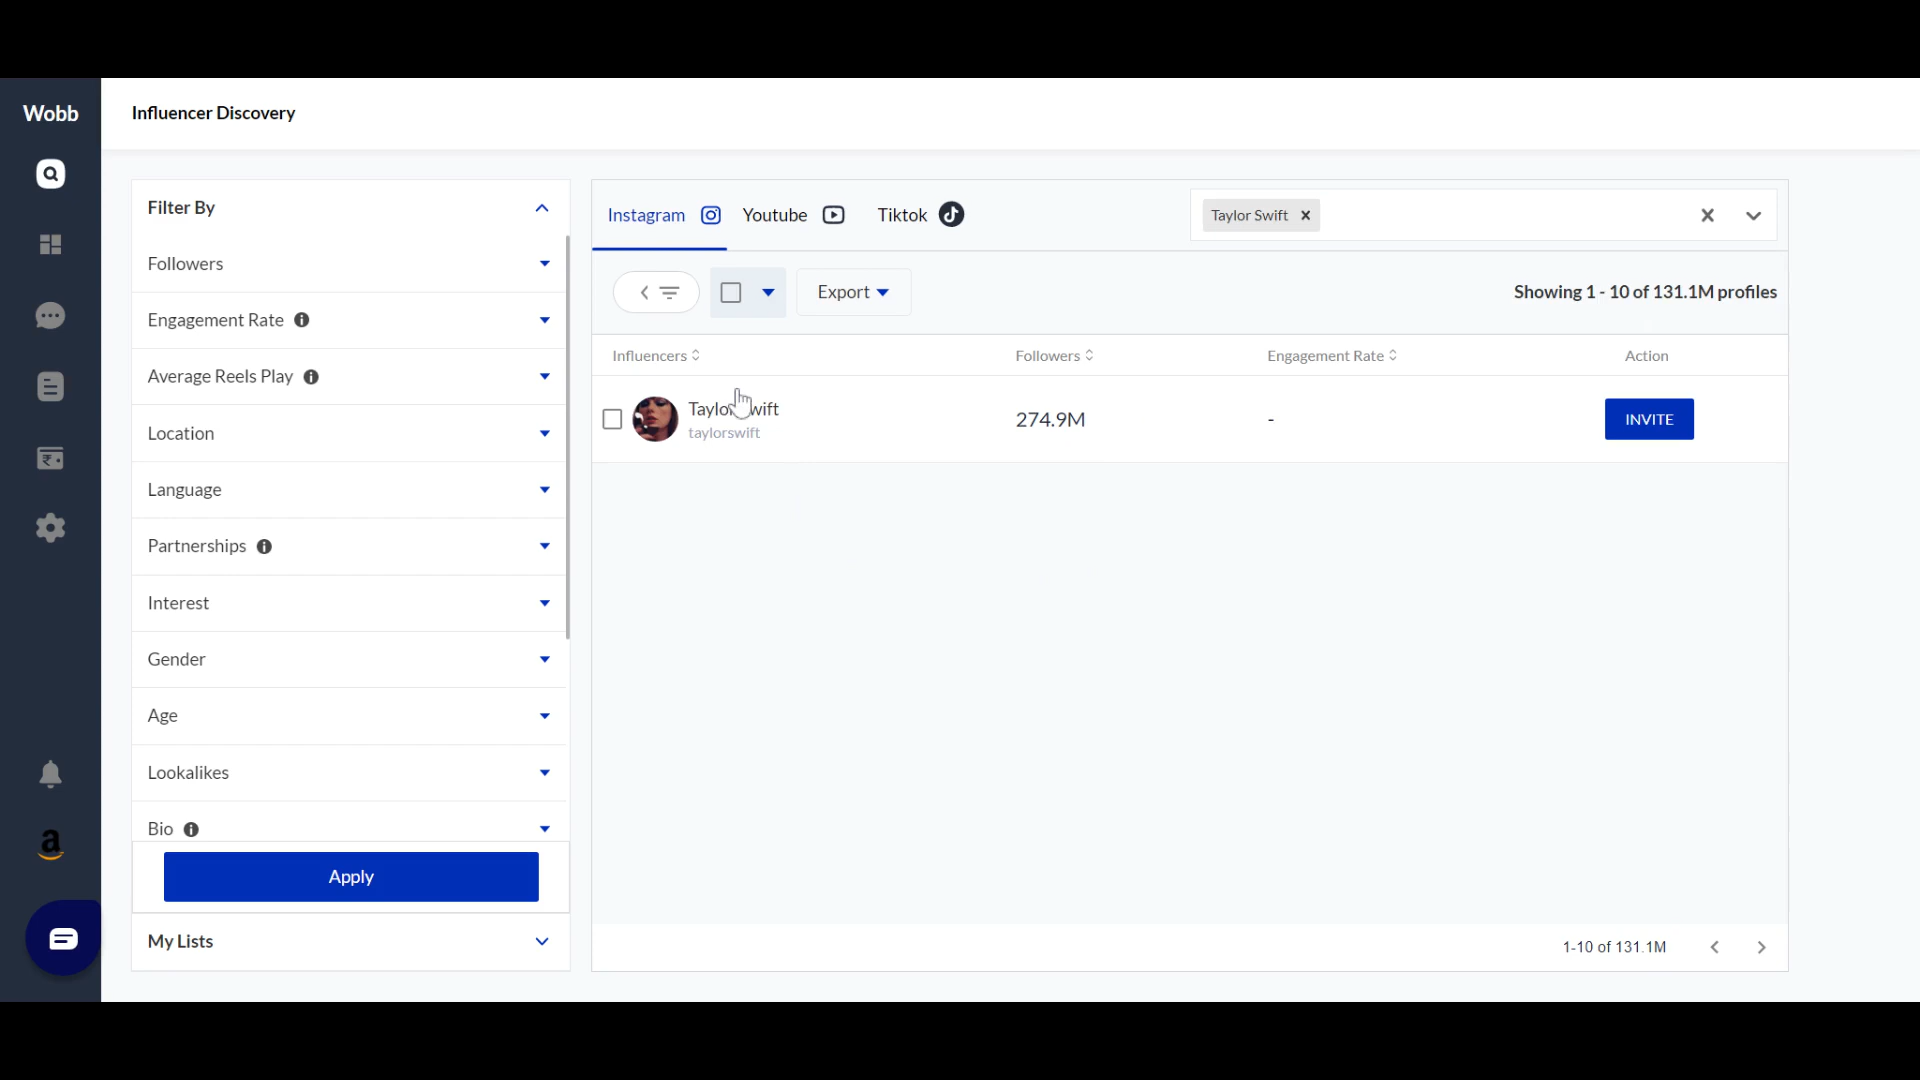 Wobb
Influencer Discovery
Filter By
Followers
Engagement Rate
Average Reels Play
Location
Language
Partnerships
Interest
Gender
Age
Lookalikes
Bio
Apply
My Lists
Instagram Youtube Tiktok
Taylor Swift
Export
Showing 1 - 10 of 131.1M profiles
Influencers Followers Engagement Rate Action
Taylor Swift
taylorswift
274.9M
-
INVITE
1-10 of 131.1M